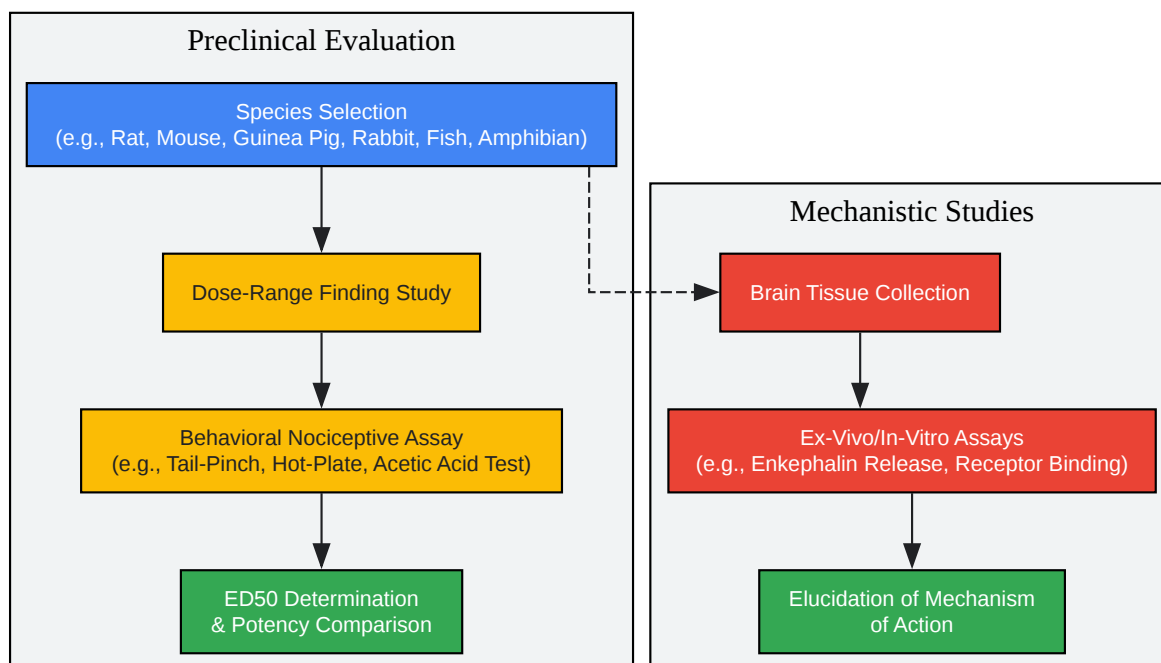 Preclinical Evaluation
Species Selection
(e.g., Rat, Mouse, Guinea Pig, Rabbit, Fish, Amphibian)
Dose-Range Finding Study
Behavioral Nociceptive Assay
(e.g., Tail-Pinch, Hot-Plate, Acetic Acid Test)
ED50 Determination
& Potency Comparison
Mechanistic Studies
Brain Tissue Collection
Ex-Vivo/In-Vitro Assays
(e.g., Enkephalin Release, Receptor Binding)
Elucidation of Mechanism
of Action